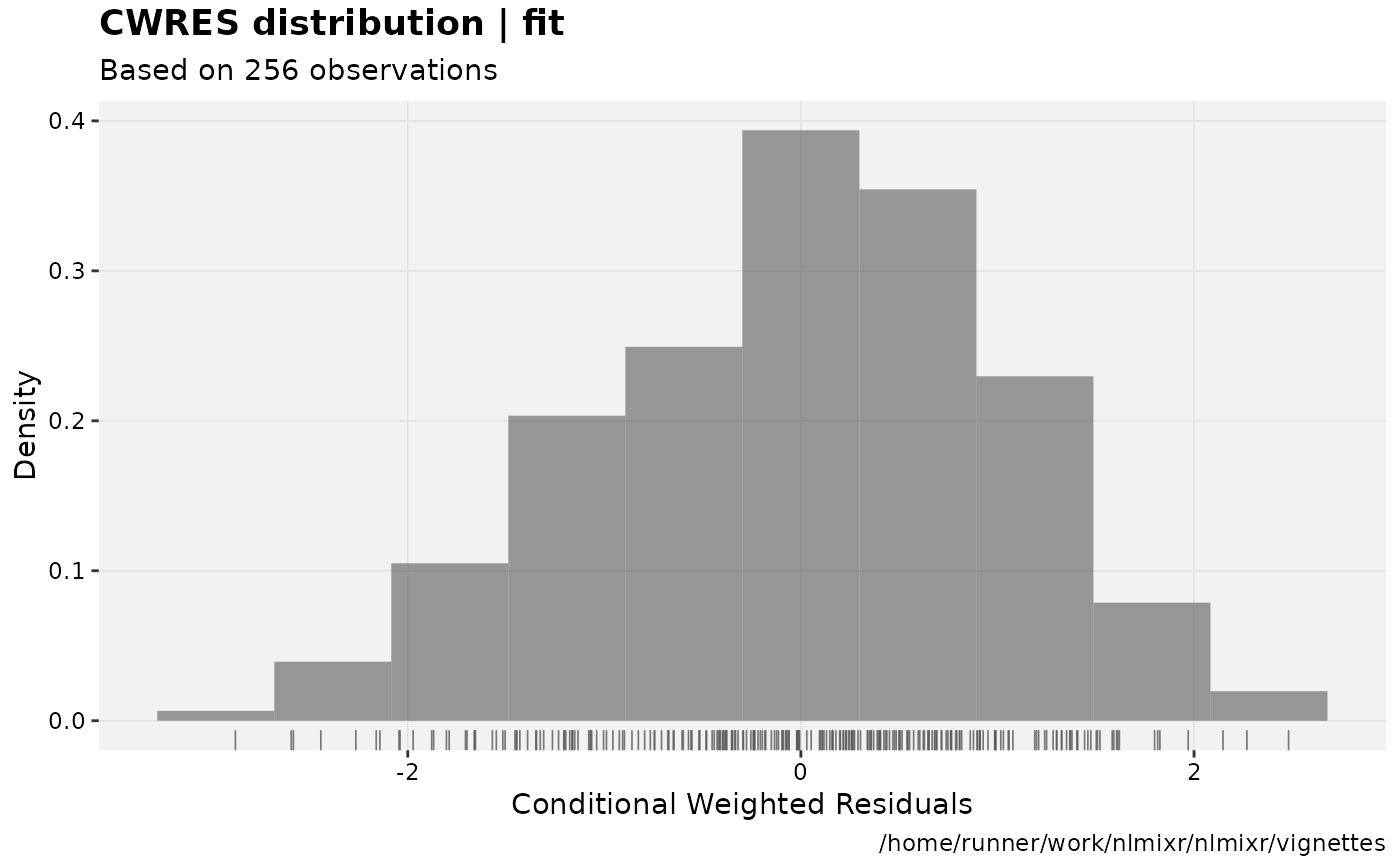 CWRES distribution | fit
Based on 256 observations
0.4
0.3
0.2
0.1
0.0
Density
-2
0
2
Conditional Weighted Residuals
/home/runner/work/nlmixr/nlmixr/vignettes